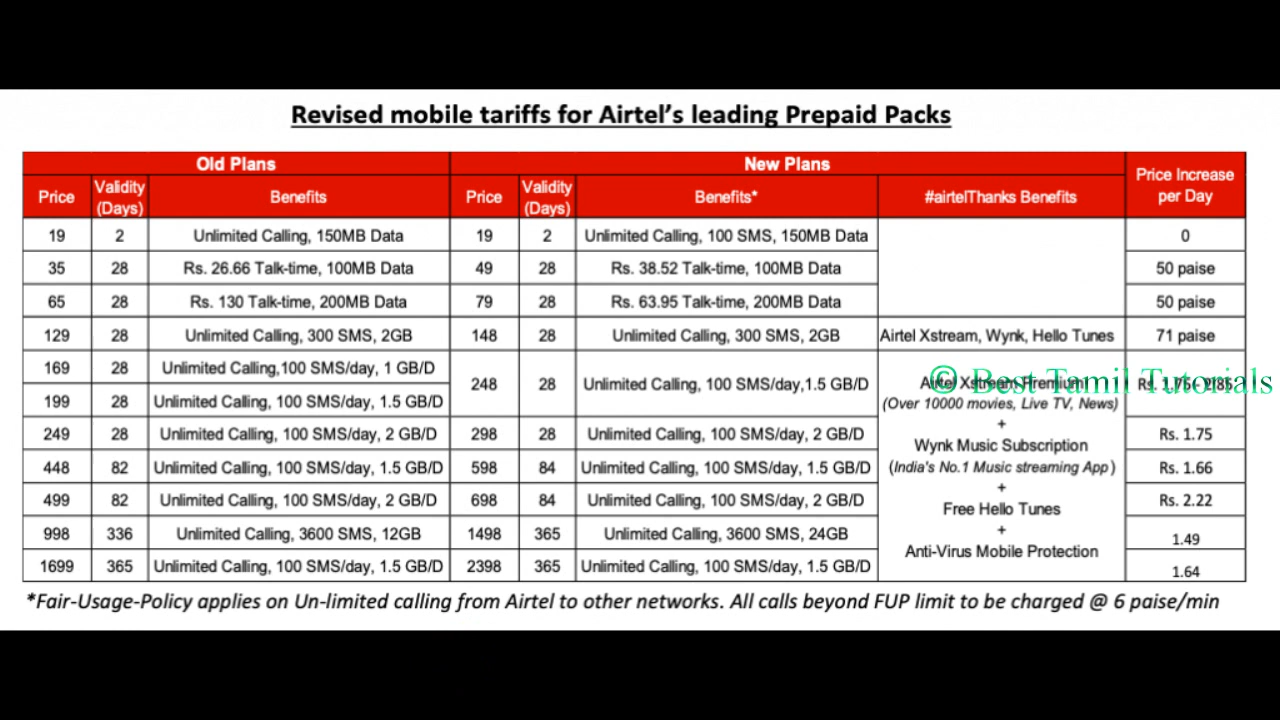 Revised mobile tariffs for Airtel's leading Prepaid Packs
Old Plans New Plans Price Increase per Day
Price Validity (Days) Benefits Price Validity (Days) Benefits* #airtelThanks Benefits
19 2 Unlimited Calling, 150MB Data 19 2 Unlimited Calling, 100 SMS, 150MB Data 0
35 28 Rs. 26.66 Talk-time, 100MB Data 49 28 Rs. 38.52 Talk-time, 100MB Data 50 paise
65 28 Rs. 130 Talk-time, 200MB Data 79 28 Rs. 63.95 Talk-time, 200MB Data 50 paise
129 28 Unlimited Calling, 300 SMS, 2GB 148 28 Unlimited Calling, 300 SMS, 2GB Airtel Xstream, Wynk, Hello Tunes 71 paise
169 28 Unlimited Calling,100 SMS/day, 1 GB/D
248 28 Unlimited Calling, 100 SMS/day,1.5 GB/D Airtel Xstream Premium Rs.
© Best Tamil Tutorials
199 28 Unlimited Calling, 100 SMS/day, 1.5 GB/D (Over 10000 movies, Live TV, News)
+
249 28 Unlimited Calling, 100 SMS/day, 2 GB/D 298 28 Unlimited Calling, 100 SMS/day, 2 GB/D Rs. 1.75
Wynk Music Subscription
448 82 Unlimited Calling, 100 SMS/day, 1.5 GB/D 598 84 Unlimited Calling, 100 SMS/day, 1.5 GB/D (India's No.1 Music streaming App) Rs. 1.66
+
499 82 Unlimited Calling, 100 SMS/day, 2 GB/D 698 84 Unlimited Calling, 100 SMS/day, 2 GB/D Rs. 2.22
Free Hello Tunes
+
998 336 Unlimited Calling, 3600 SMS, 12GB 1498 365 Unlimited Calling, 3600 SMS, 24GB 1.49
Anti-Virus Mobile Protection
1699 365 Unlimited Calling, 100 SMS/day, 1.5 GB/D 2398 365 Unlimited Calling, 100 SMS/day, 1.5 GB/D 1.64
*Fair-Usage-Policy applies on Un-limited calling from Airtel to other networks. All calls beyond FUP limit to be charged @ 6 paise/min